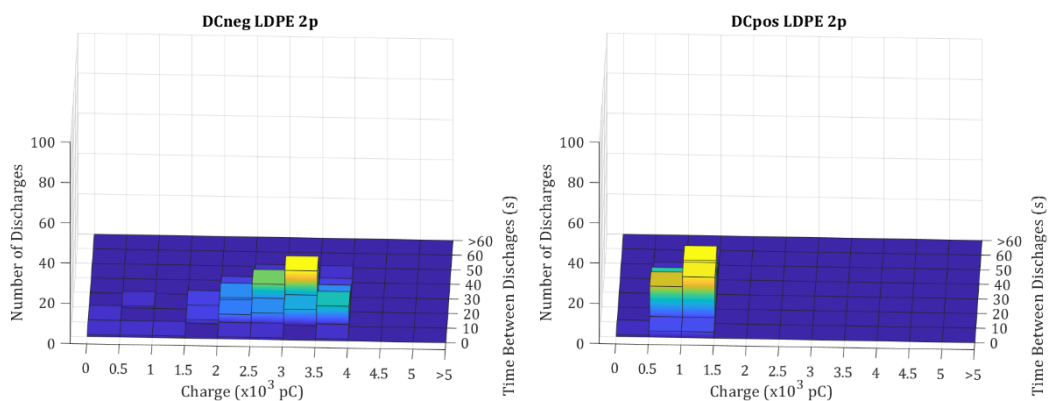 DCneg LDPE 2p
Number of Discharges
100
80
60
40
20
0
0 0.5 1 1.5 2 2.5 3 3.5 4 4.5 5 >5
Charge (x10³ pC)
>60
60
50
40
30
20
10
0
Time Between Dischages (s)
DCpos LDPE 2p
Number of Discharges
100
80
60
40
20
0
0 0.5 1 1.5 2 2.5 3 3.5 4 4.5 5 >5
Charge (x10³ pC)
>60
60
50
40
30
20
10
0
Time Between Dischages (s)